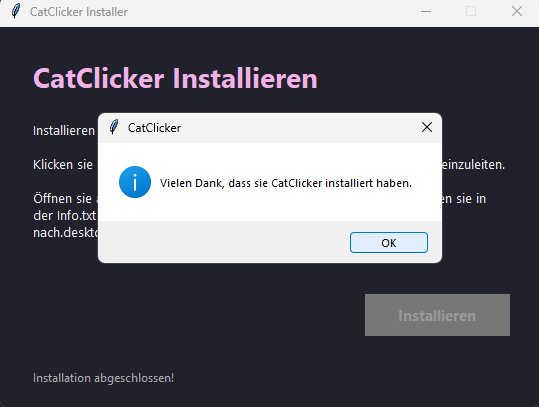 CatClicker Installer
CatClicker Installieren
CatClicker
Installieren
Vielen Dank, dass sie CatClicker installiert haben.
Klicken sie
einzuleiten.
Öffnen sie
en sie in
der Info.txt
nach.deskt
OK
Installieren
Installation abgeschlossen!